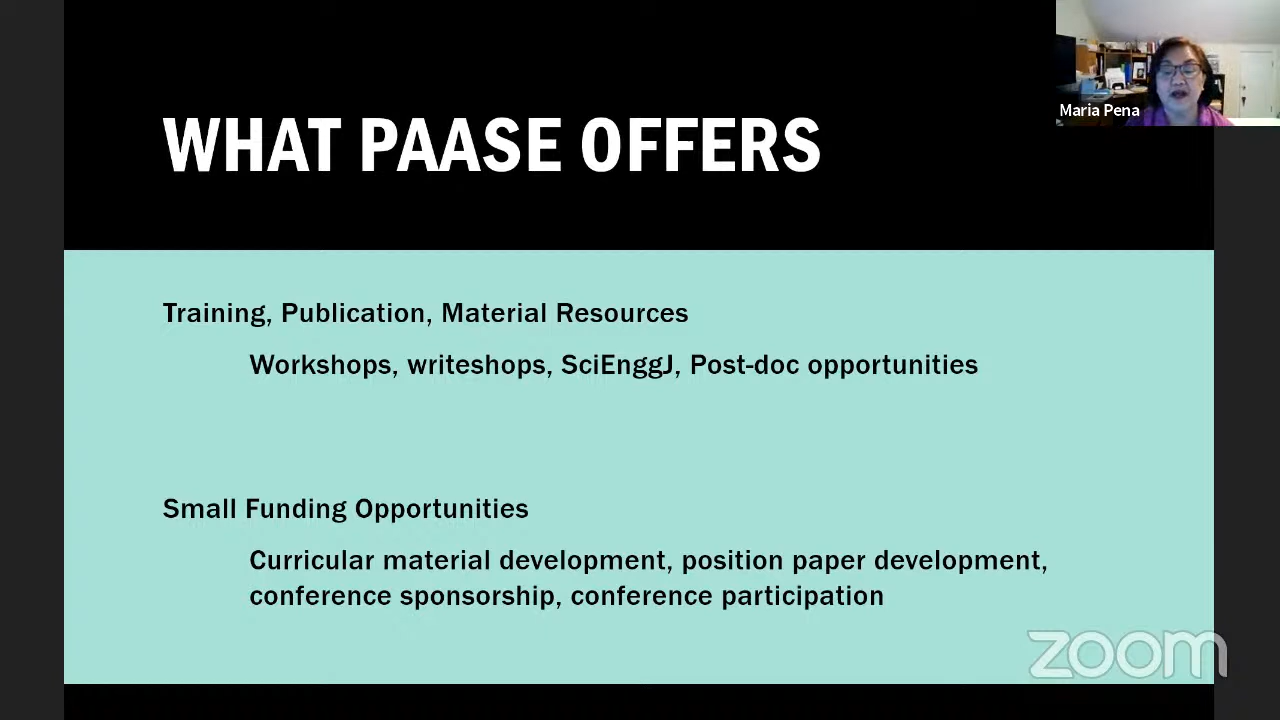 Maria Pena
WHAT PAASE OFFERS
Training, Publication, Material Resources
Workshops, writeshops, SciEnggJ, Post-doc opportunities
Small Funding Opportunities
Curricular material development, position paper development,
conference sponsorship, conference participation
zoom